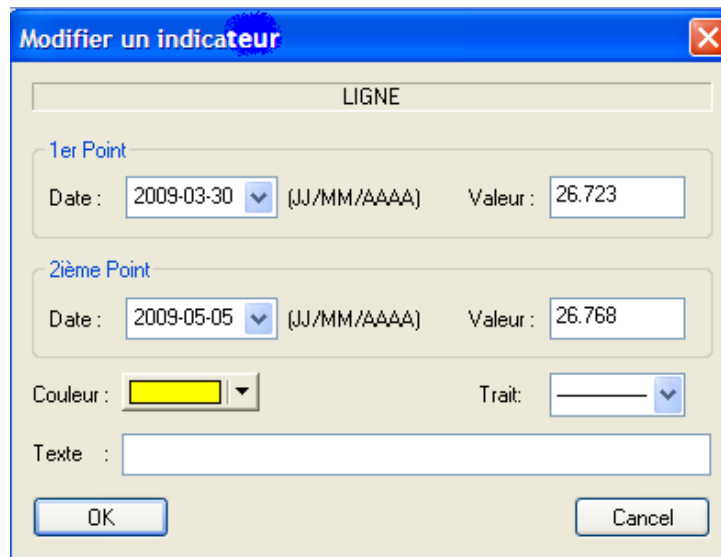 Modifier un indicateur
LIGNE
1er Point
Date : 2009-03-30 (JJ/MM/AAAA) Valeur : 26.723
2ième Point
Date : 2009-05-05 (JJ/MM/AAAA) Valeur : 26.768
Couleur : Trait:
Texte :
OK Cancel